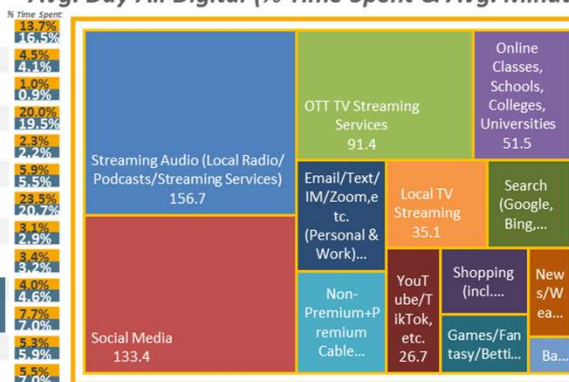 Avg. Day All Digital (% Time Spent & Avg. Minut
% Time Spent:
13.7%
16.5%
4.5%
4.1%
1.0%
0.9%
20.0%
19.5%
2.3%
2.2%
5.9%
5.5%
23.5%
20.7%
3.1%
2.9%
3.4%
3.2%
4.0%
4.6%
7.7%
7.0%
5.3%
5.9%
5.5%
7.0%
Streaming Audio (Local Radio/
Podcasts/Streaming Services)
156.7
Social Media
133.4
OTT TV Streaming
Services
91.4
Online
Classes,
Schools,
Colleges,
Universities
51.5
Email/Text/
IM/Zoom,e
tc.
(Personal &
Work)...
Local TV
Streaming
35.1
Search
(Google,
Bing,...
Non-
Premium+P
remium
Cable...
YouT
ube/T
ikTok,
etc.
26.7
Shopping
(incl....
New
s/W
ea...
Games/Fan
tasy/Betti...
Ba...